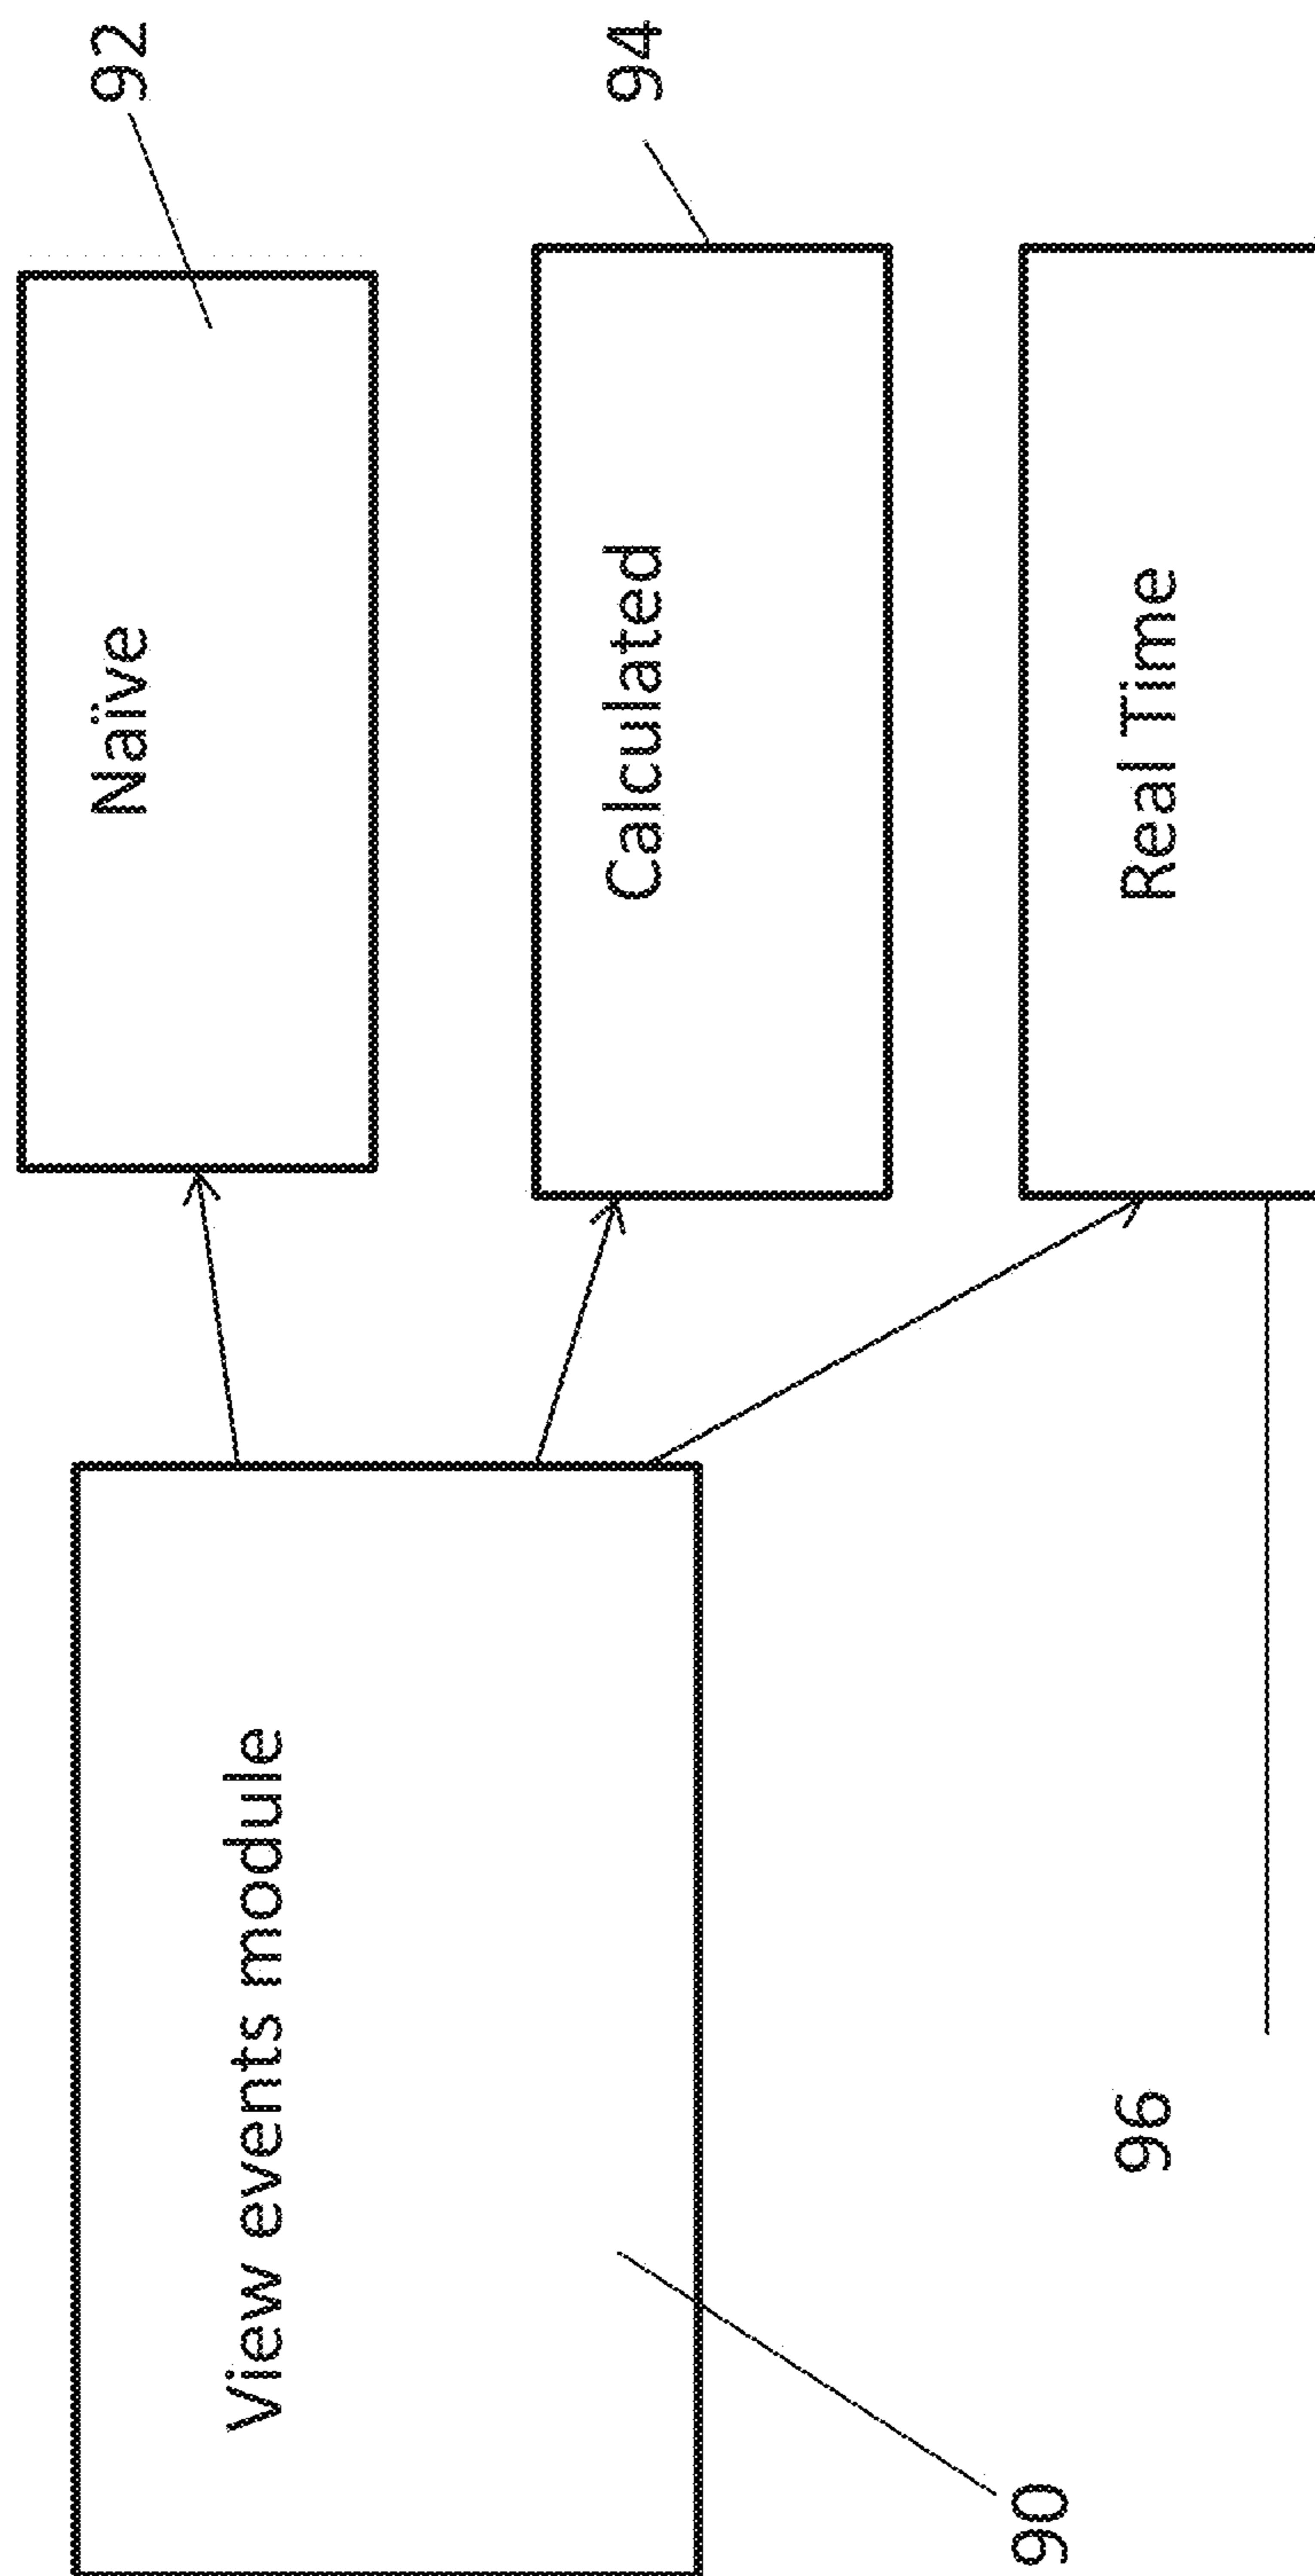 92
Naïve
94
Calculated
Real Time
View events module
96
90